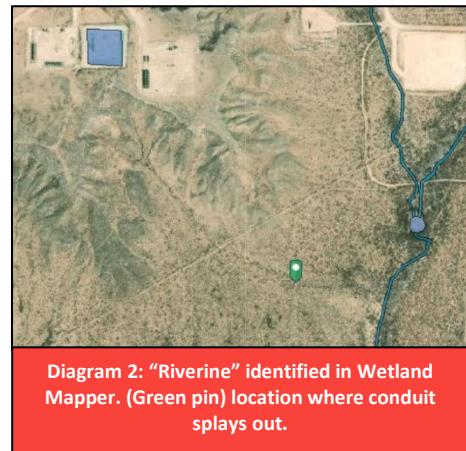 Diagram 2: “Riverine” identified in Wetland
Mapper. (Green pin) location where conduit
splays out.